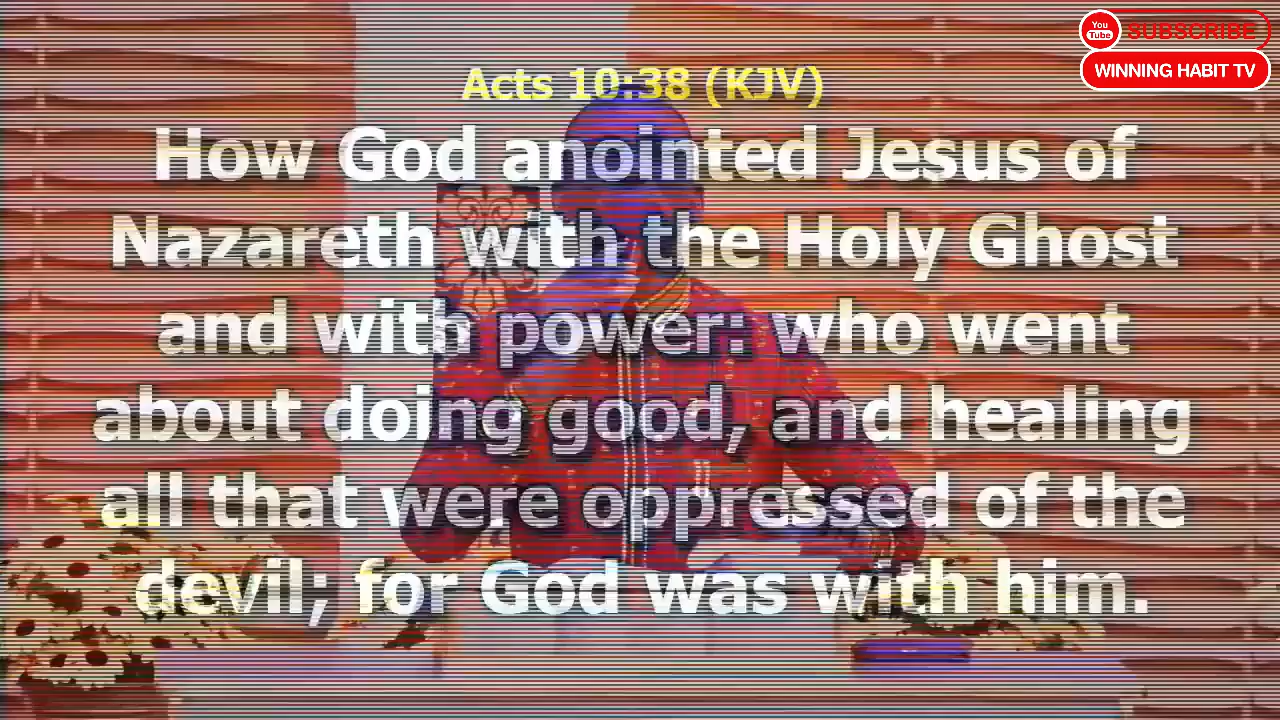 You
Tube
SUBSCRIBE
WINNING HABIT TV
Acts 10:38 (KJV)
How God anointed Jesus of
Nazareth with the Holy Ghost
and with power: who went
about doing good, and healing
all that were oppressed of the
devil; for God was with him.